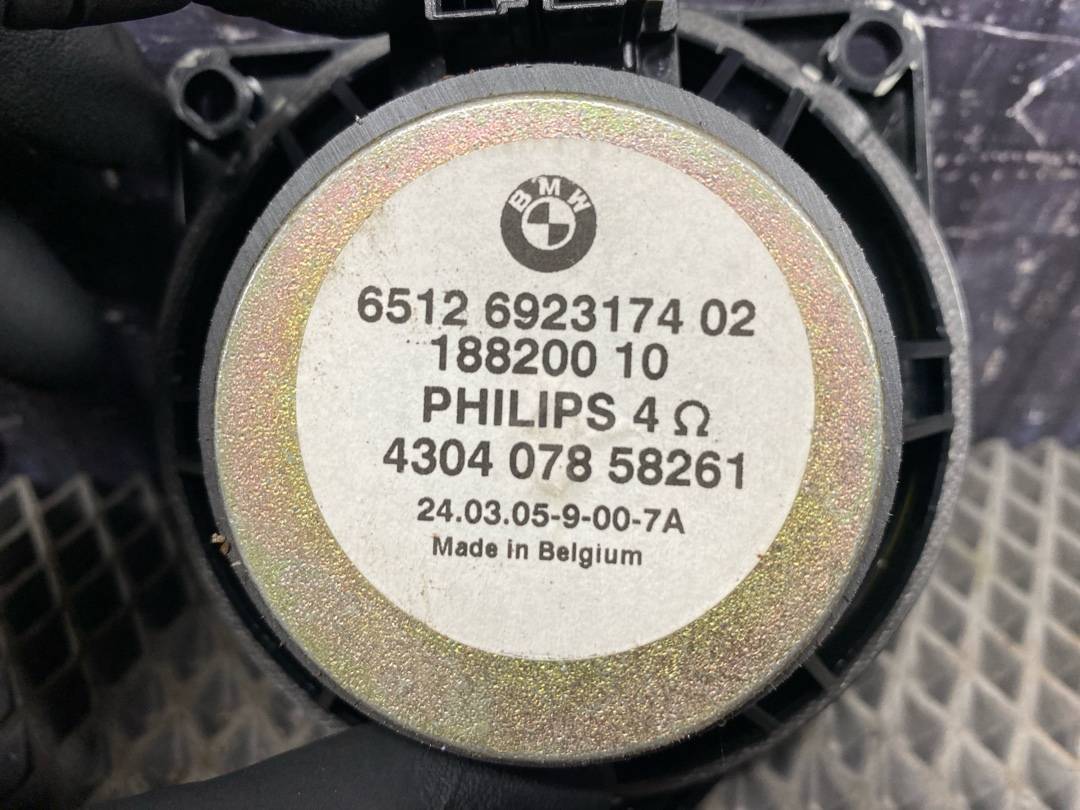 BMW
6512 6923174 02
188200 10
PHILIPS 4 Ω
4304 078 58261
24.03.05-9-00-7A
Made in Belgium